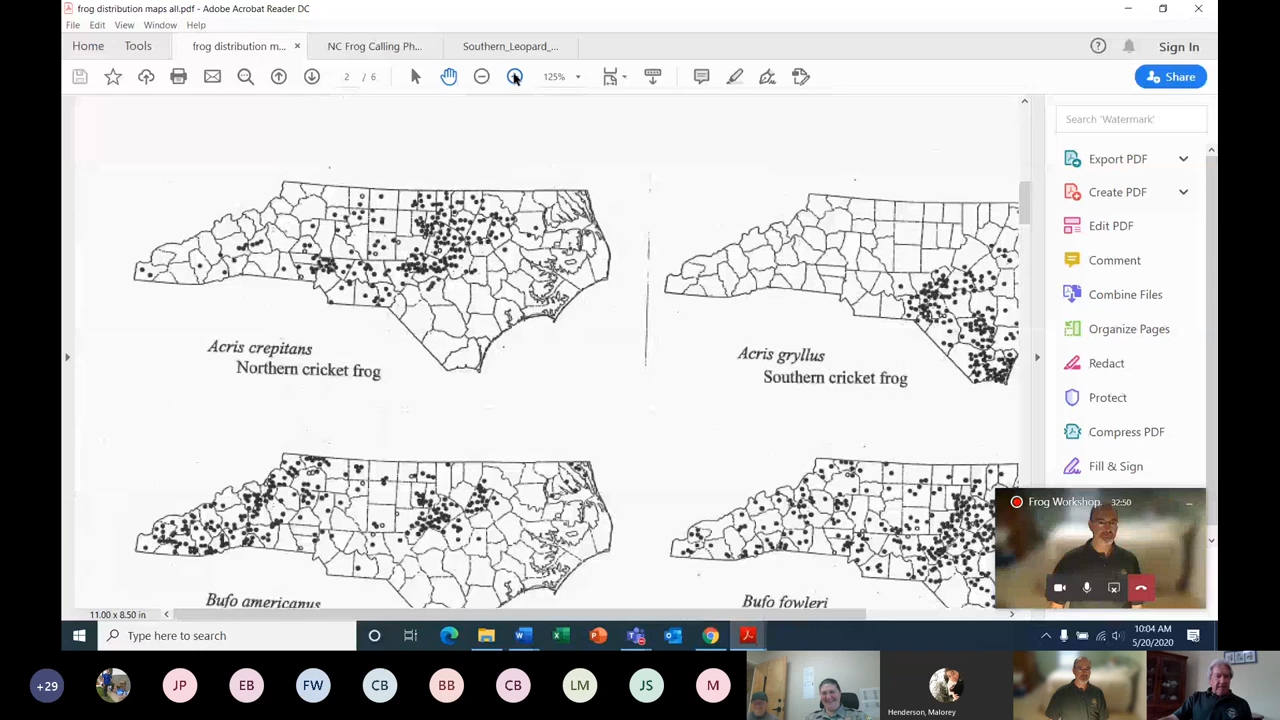 frog distribution maps all.pdf - Adobe Acrobat Reader DC
File Edit View Window Help
Home Tools frog distribution m... × NC Frog Calling Ph... Southern_Leopard_... Sign In
2 / 6 125% Share
Search 'Watermark'
Export PDF
Create PDF
Edit PDF
Comment
Combine Files
Organize Pages
Redact
Protect
Compress PDF
Fill & Sign
Acris crepitans
Northern cricket frog
Acris gryllus
Southern cricket frog
Bufo americanus
Bufo fowleri
Frog Workshop. 32:50
11.00 x 8.50 in
Type here to search
10:04 AM
5/20/2020
+29 JP EB FW CB BB CB LM JS M
Henderson, Malorey